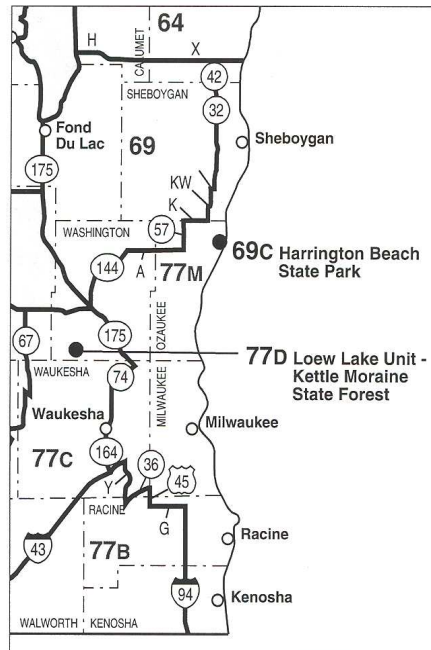 64
H
X
CALUMET
42
SHEBOYGAN
32
Fond
Du Lac
Sheboygan
69
175
KW
K
57
WASHINGTON
69C Harrington Beach
State Park
144
A
77M
OZAUKEE
67
175
77D Loew Lake Unit -
Kettle Moraine
State Forest
WAUKESHA
74
MILWAUKEE
Waukesha
Milwaukee
77C
164
36
45
Y
RACINE
G
Racine
43
77B
94
Kenosha
WALWORTH
KENOSHA